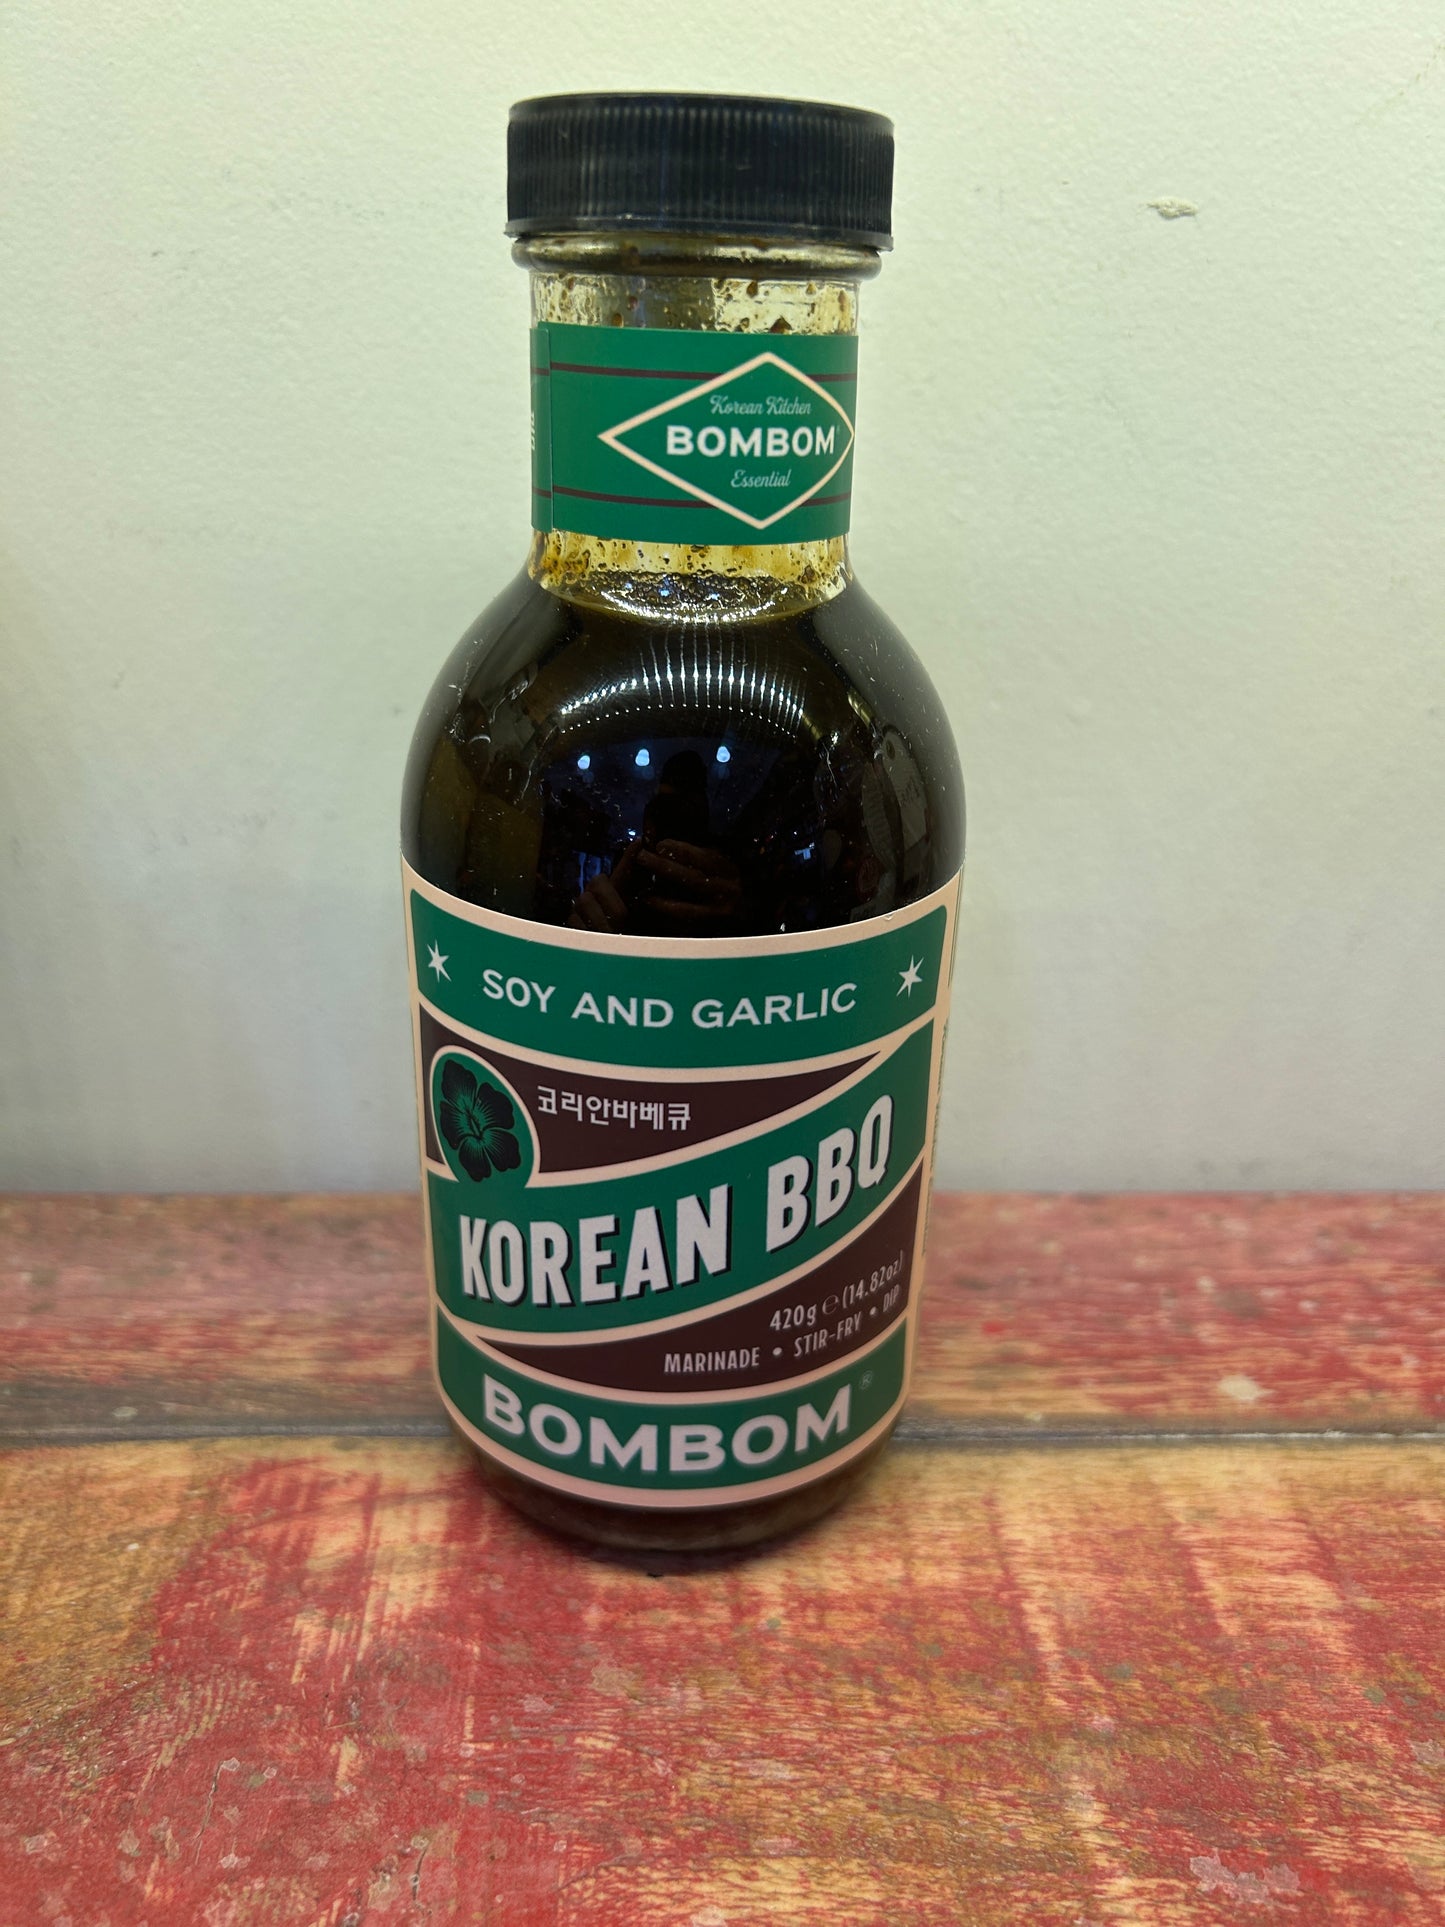 Korean Kitchen
BOMBOM
Essential
SOY AND GARLIC
코리안바베큐
KOREAN BBQ
420g ℮ (14.82oz)
MARINADE • STIR-FRY • DIP
BOMBOM®